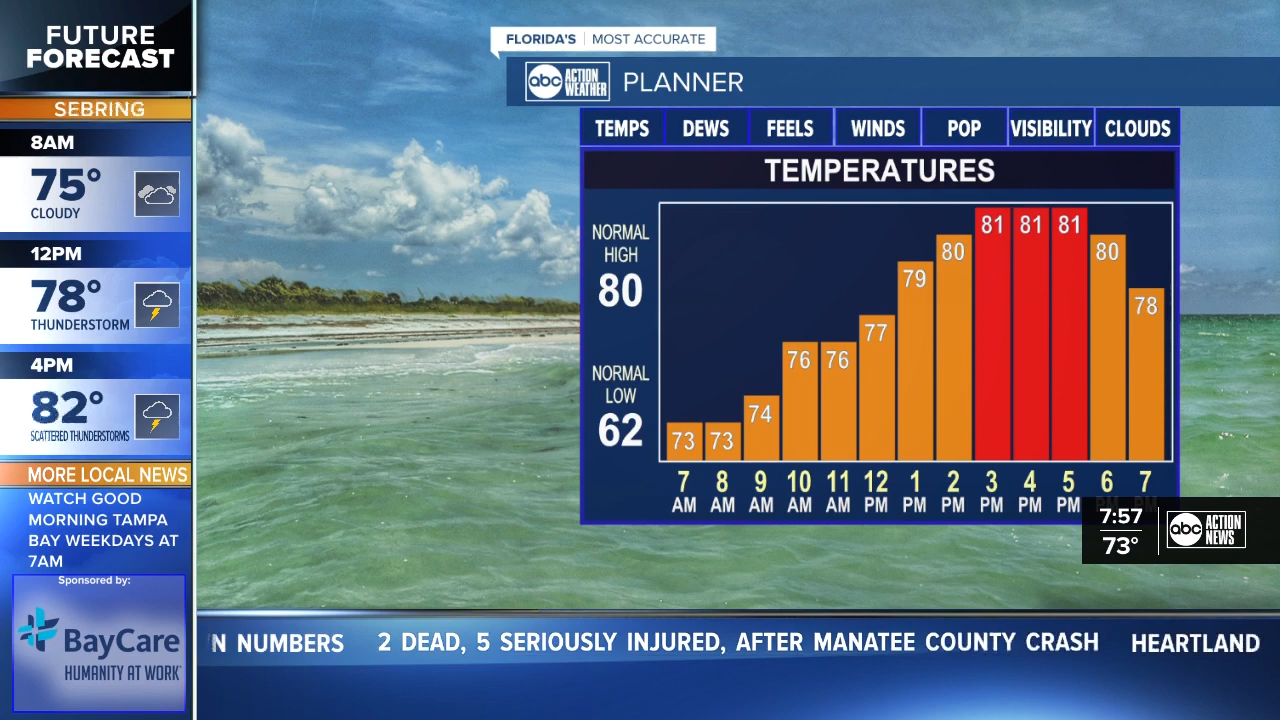 FUTURE
FORECAST
SEBRING
8AM
75°
CLOUDY
12PM
78°
THUNDERSTORM
4PM
82°
SCATTERED THUNDERSTORMS
MORE LOCAL NEWS
WATCH GOOD
MORNING TAMPA
BAY WEEKDAYS AT
7AM
Sponsored by:
BayCare
HUMANITY AT WORK
FLORIDA'S MOST ACCURATE
abc ACTION WEATHER PLANNER
TEMPS DEWS FEELS WINDS POP VISIBILITY CLOUDS
TEMPERATURES
NORMAL
HIGH
80
NORMAL
LOW
62
73 73 74 76 76 77 79 80 81 81 81 80 78
7 8 9 10 11 12 1 2 3 4 5 6 7
AM AM AM AM AM PM PM PM PM PM PM PM PM
7:57
73°
abc ACTION NEWS
N NUMBERS 2 DEAD, 5 SERIOUSLY INJURED, AFTER MANATEE COUNTY CRASH HEARTLAND